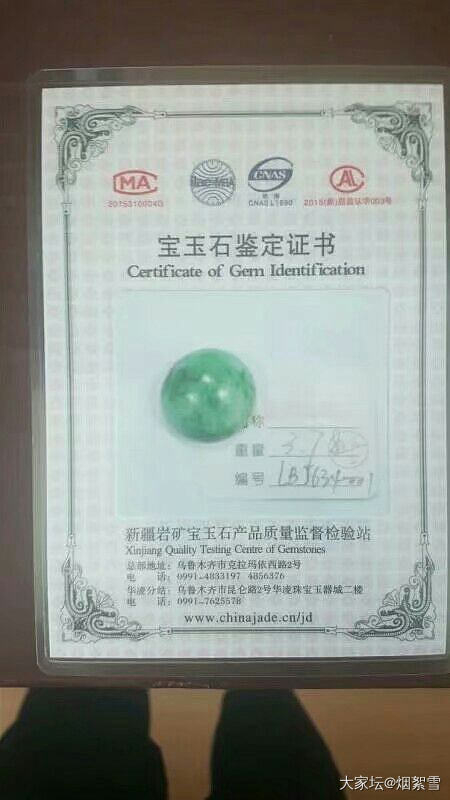 MA
ilac-MRA
CNAS
AL
2015310004G
CNAS L1690
宝玉石鉴定证书
Certificate of Gem Identification
重量
编号
新疆岩矿宝玉石产品质量监督检验站
Xinjiang Quality Testing Centre of Gemstones
总部地址：乌鲁木齐市克拉玛依西路2号
电　话：0991-4833197 4856376
华凌分站：乌鲁木齐市昆仑路2号华凌珠宝玉器城二楼
电　话：0991-7625578
www.chinajade.cn/jd
大家坛@烟絮雪